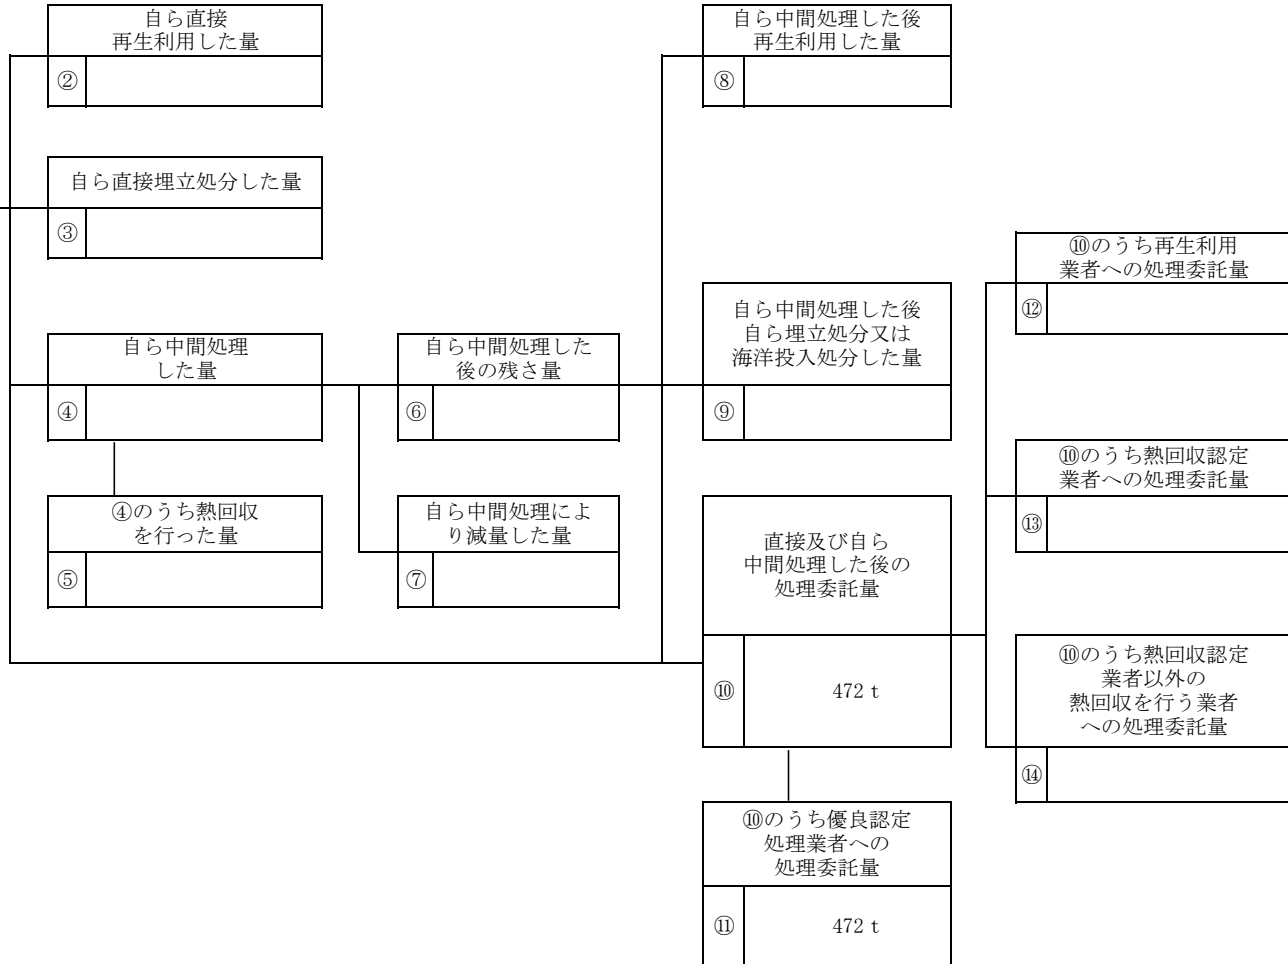 自ら直接
再生利用した量
②
自ら直接埋立処分した量
③
自ら中間処理
した量
④
④のうち熱回収
を行った量
⑤
自ら中間処理した
後の残さ量
⑥
自ら中間処理によ
り減量した量
⑦
自ら中間処理した後
再生利用した量
⑧
自ら中間処理した後
自ら埋立処分又は
海洋投入処分した量
⑨
直接及び自ら
中間処理した後の
処理委託量
⑩ 472 t
⑩のうち優良認定
処理業者への
処理委託量
⑪ 472 t
⑩のうち再生利用
業者への処理委託量
⑫
⑩のうち熱回収認定
業者への処理委託量
⑬
⑩のうち熱回収認定
業者以外の
熱回収を行う業者
への処理委託量
⑭